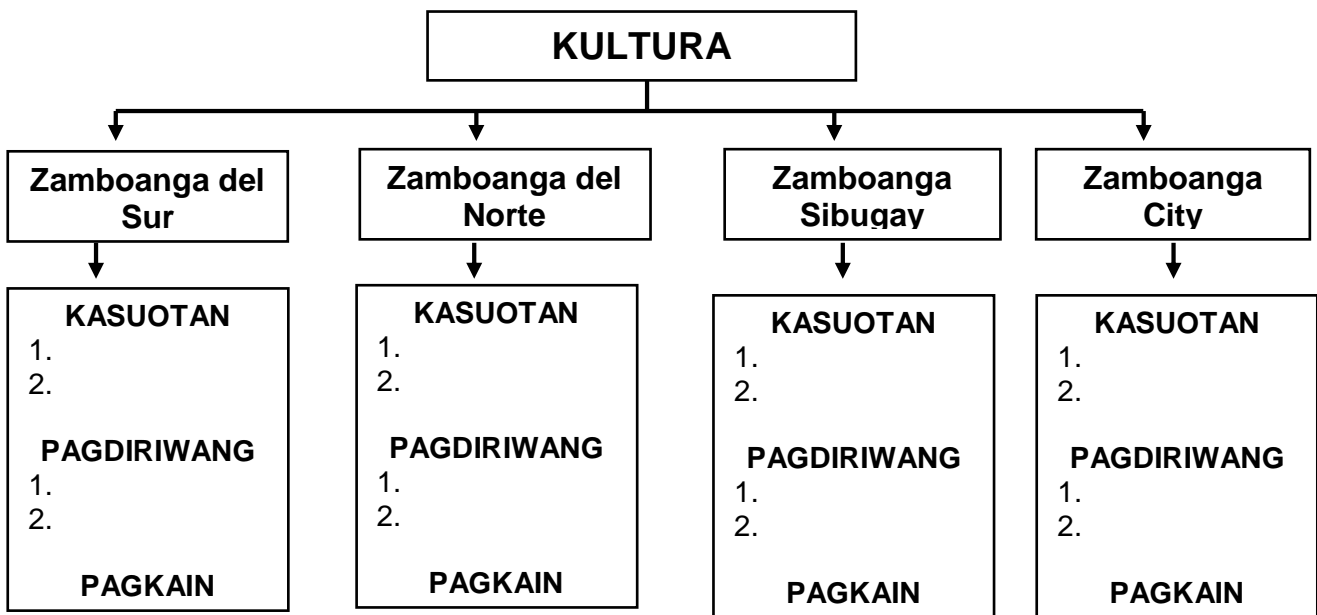 KULTURA
Zamboanga del
Sur
Zamboanga del
Norte
Zamboanga
Sibugay
Zamboanga
City
KASUOTAN
1.
2.
PAGDIRIWANG
1.
2.
PAGKAIN
KASUOTAN
1.
2.
PAGDIRIWANG
1.
2.
PAGKAIN
KASUOTAN
1.
2.
PAGDIRIWANG
1.
2.
PAGKAIN
KASUOTAN
1.
2.
PAGDIRIWANG
1.
2.
PAGKAIN